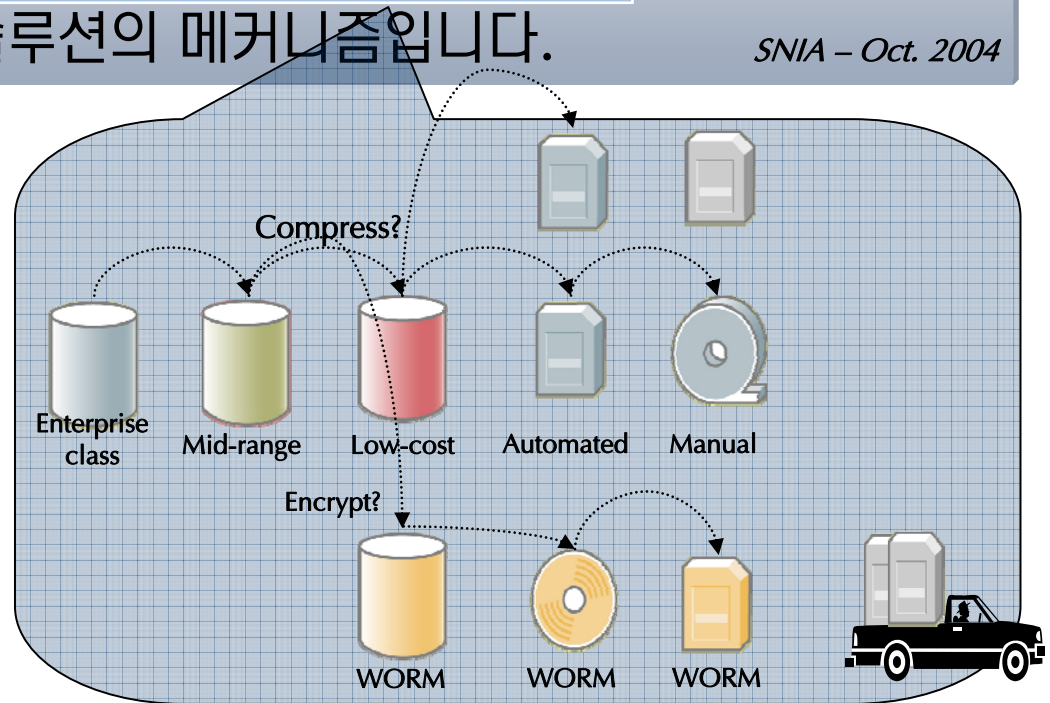 루션의 메커니즘입니다.
SNIA – Oct. 2004
Compress?
Enterprise
class
Mid-range
Low-cost
Automated
Manual
Encrypt?
WORM
WORM
WORM